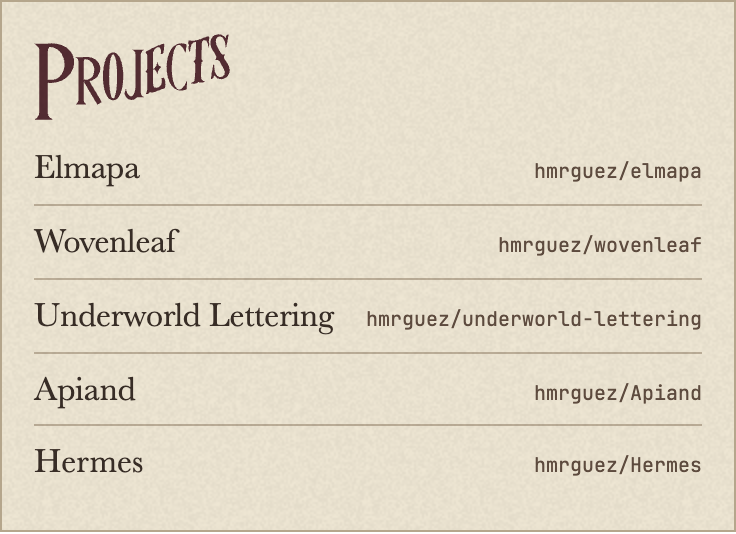 Projects
Elmapa hmrguez/elmapa
Wovenleaf hmrguez/wovenleaf
Underworld Lettering hmrguez/underworld-lettering
Apiand hmrguez/Apiand
Hermes hmrguez/Hermes